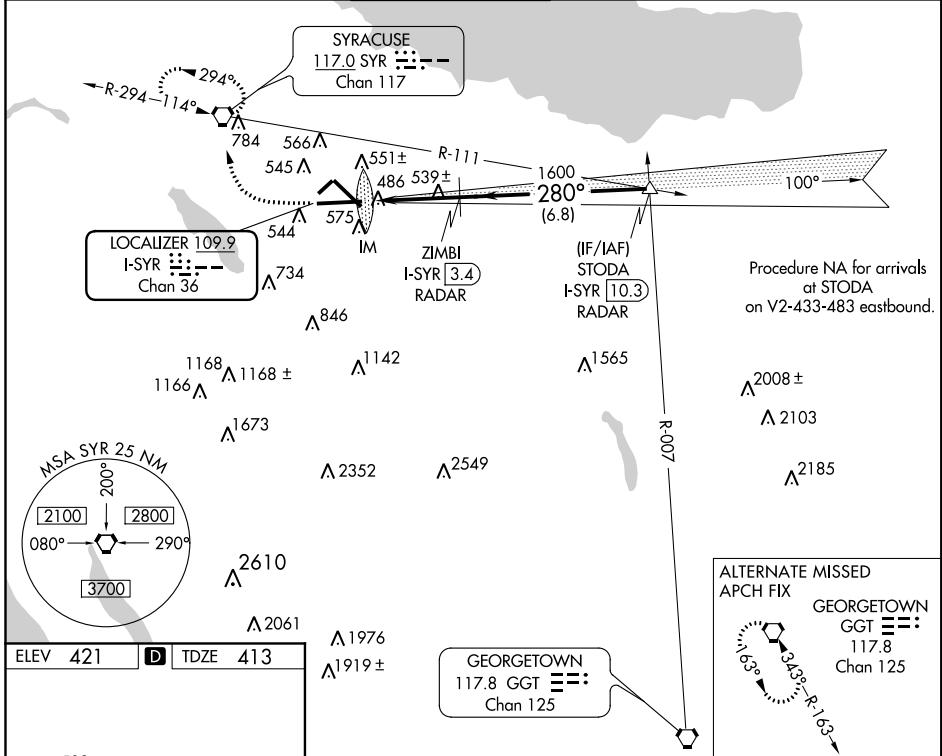 SYRACUSE
117.0 SYR
Chan 117
294°
R-294
114°
784
566
545
551±
486
539±
R-111
1600
280°
(6.8)
100°
544
575
IM
LOCALIZER 109.9
I-SYR
Chan 36
ZIMBI
I-SYR 3.4
RADAR
(IF/IAF)
STODA
I-SYR 10.3
RADAR
Procedure NA for arrivals
at STODA
on V2-433-483 eastbound.
734
846
1168
1168 ±
1166
1142
1565
2008 ±
2103
1673
2352
2549
2185
R-007
MSA SYR 25 NM
200°
2100
2800
080°
290°
3700
2610
2061
1976
1919 ±
ELEV 421
D
TDZE 413
GEORGETOWN
117.8 GGT
Chan 125
ALTERNATE MISSED
APCH FIX
GEORGETOWN
GGT
117.8
Chan 125
163°
343°
R-163